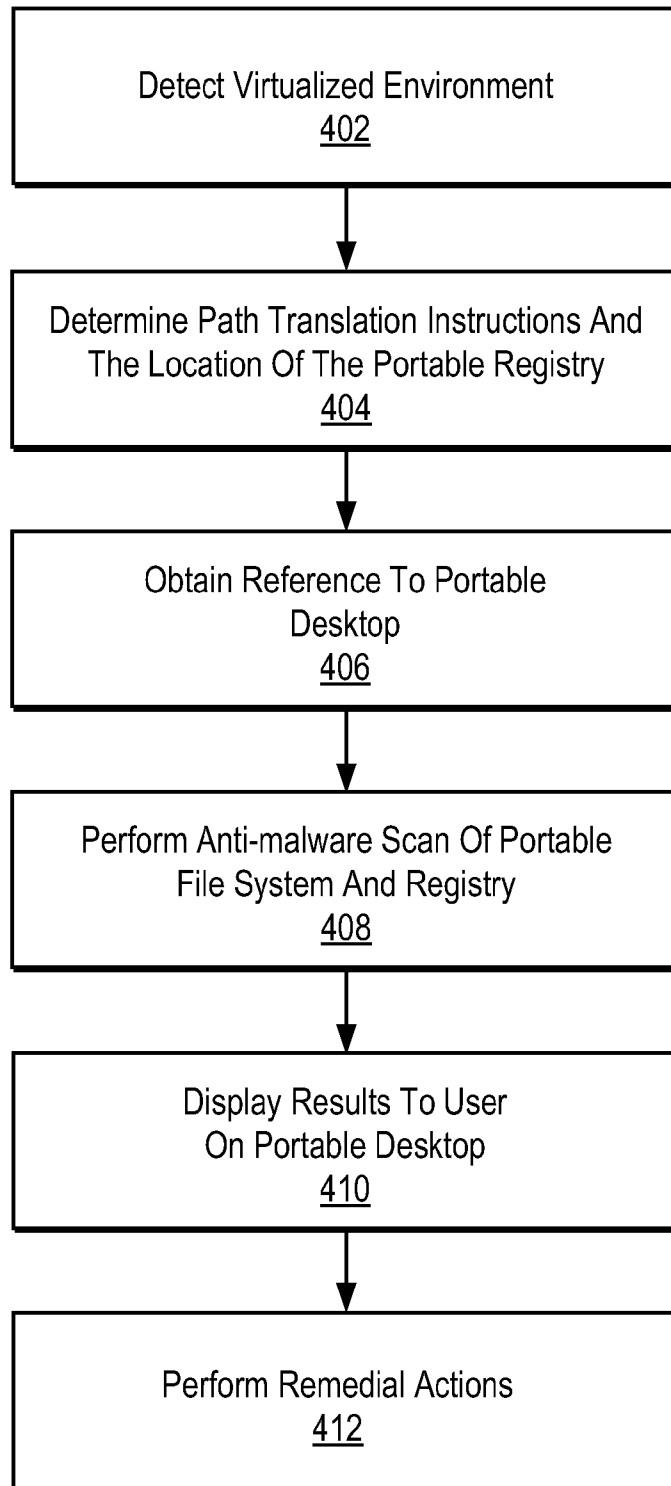 Detect Virtualized Environment
402
Determine Path Translation Instructions And
The Location Of The Portable Registry
404
Obtain Reference To Portable
Desktop
406
Perform Anti-malware Scan Of Portable
File System And Registry
408
Display Results To User
On Portable Desktop
410
Perform Remedial Actions
412